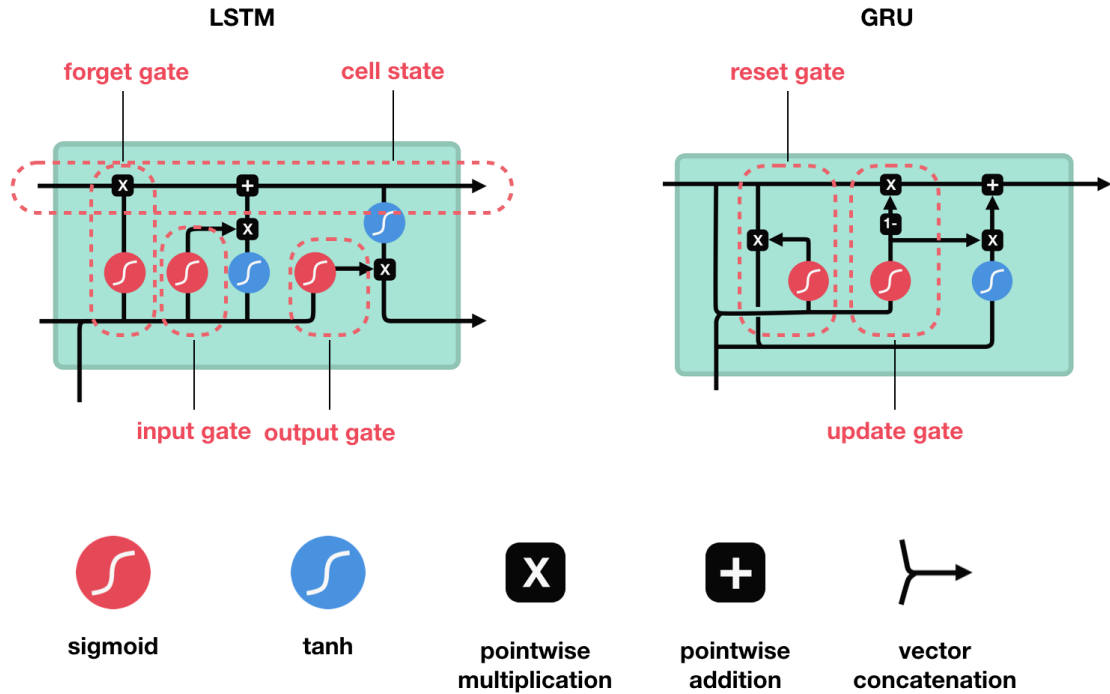 LSTM
GRU
forget gate
cell state
reset gate
X
+
X
X
X
+
1-
X
X
input gate
output gate
update gate
X
+
sigmoid
tanh
pointwise
multiplication
pointwise
addition
vector
concatenation